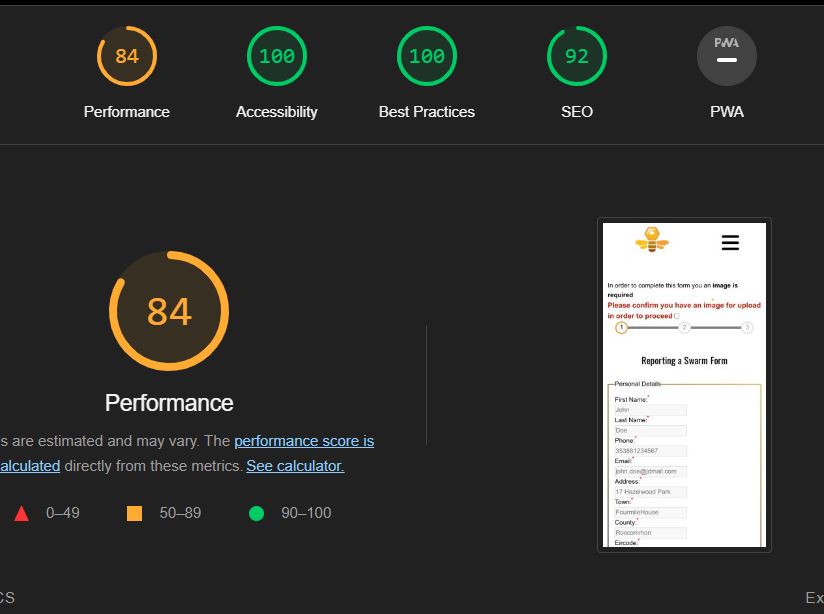 84
100
100
92
PWA
Performance
Accessibility
Best Practices
SEO
PWA
84
Performance
s are estimated and may vary. The performance score is
alculated directly from these metrics. See calculator.
0–49
50–89
90–100
CS
Ex
In order to complete this form you an image is
required
Please confirm you have an image for upload
in order to proceed
1
2
3
Reporting a Swarm Form
Personal Details
First Name:*
John
Last Name:*
Doe
Phone:*
353881234567
Email:*
john.doe@jdmail.com
Address:*
17 Hazelwood Park
Town:*
FourmileHouse
County:*
Roscommon
Eircode:*